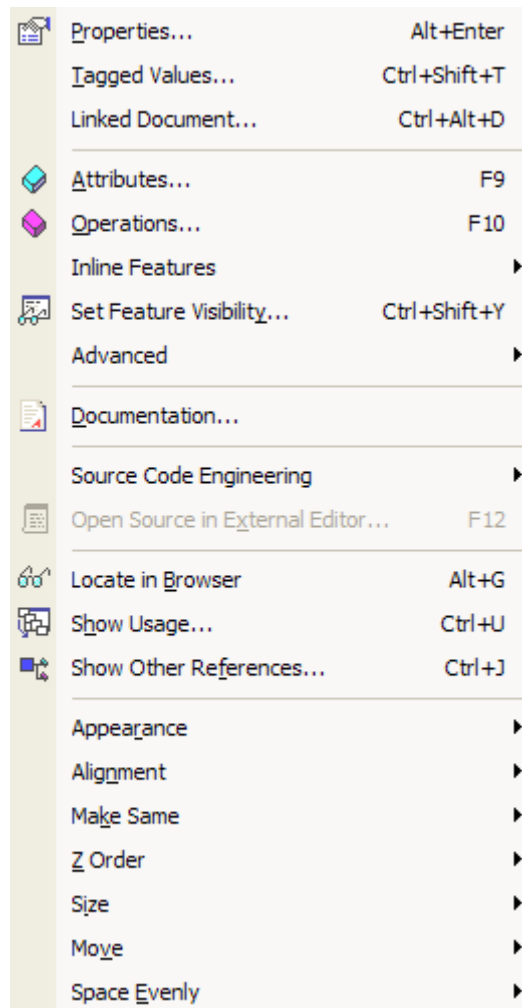 Properties... Alt+Enter
Tagged Values... Ctrl+Shift+T
Linked Document... Ctrl+Alt+D
Attributes... F9
Operations... F10
Inline Features
Set Feature Visibility... Ctrl+Shift+Y
Advanced
Documentation...
Source Code Engineering
Open Source in External Editor... F12
Locate in Browser Alt+G
Show Usage... Ctrl+U
Show Other References... Ctrl+J
Appearance
Alignment
Make Same
Z Order
Size
Move
Space Evenly